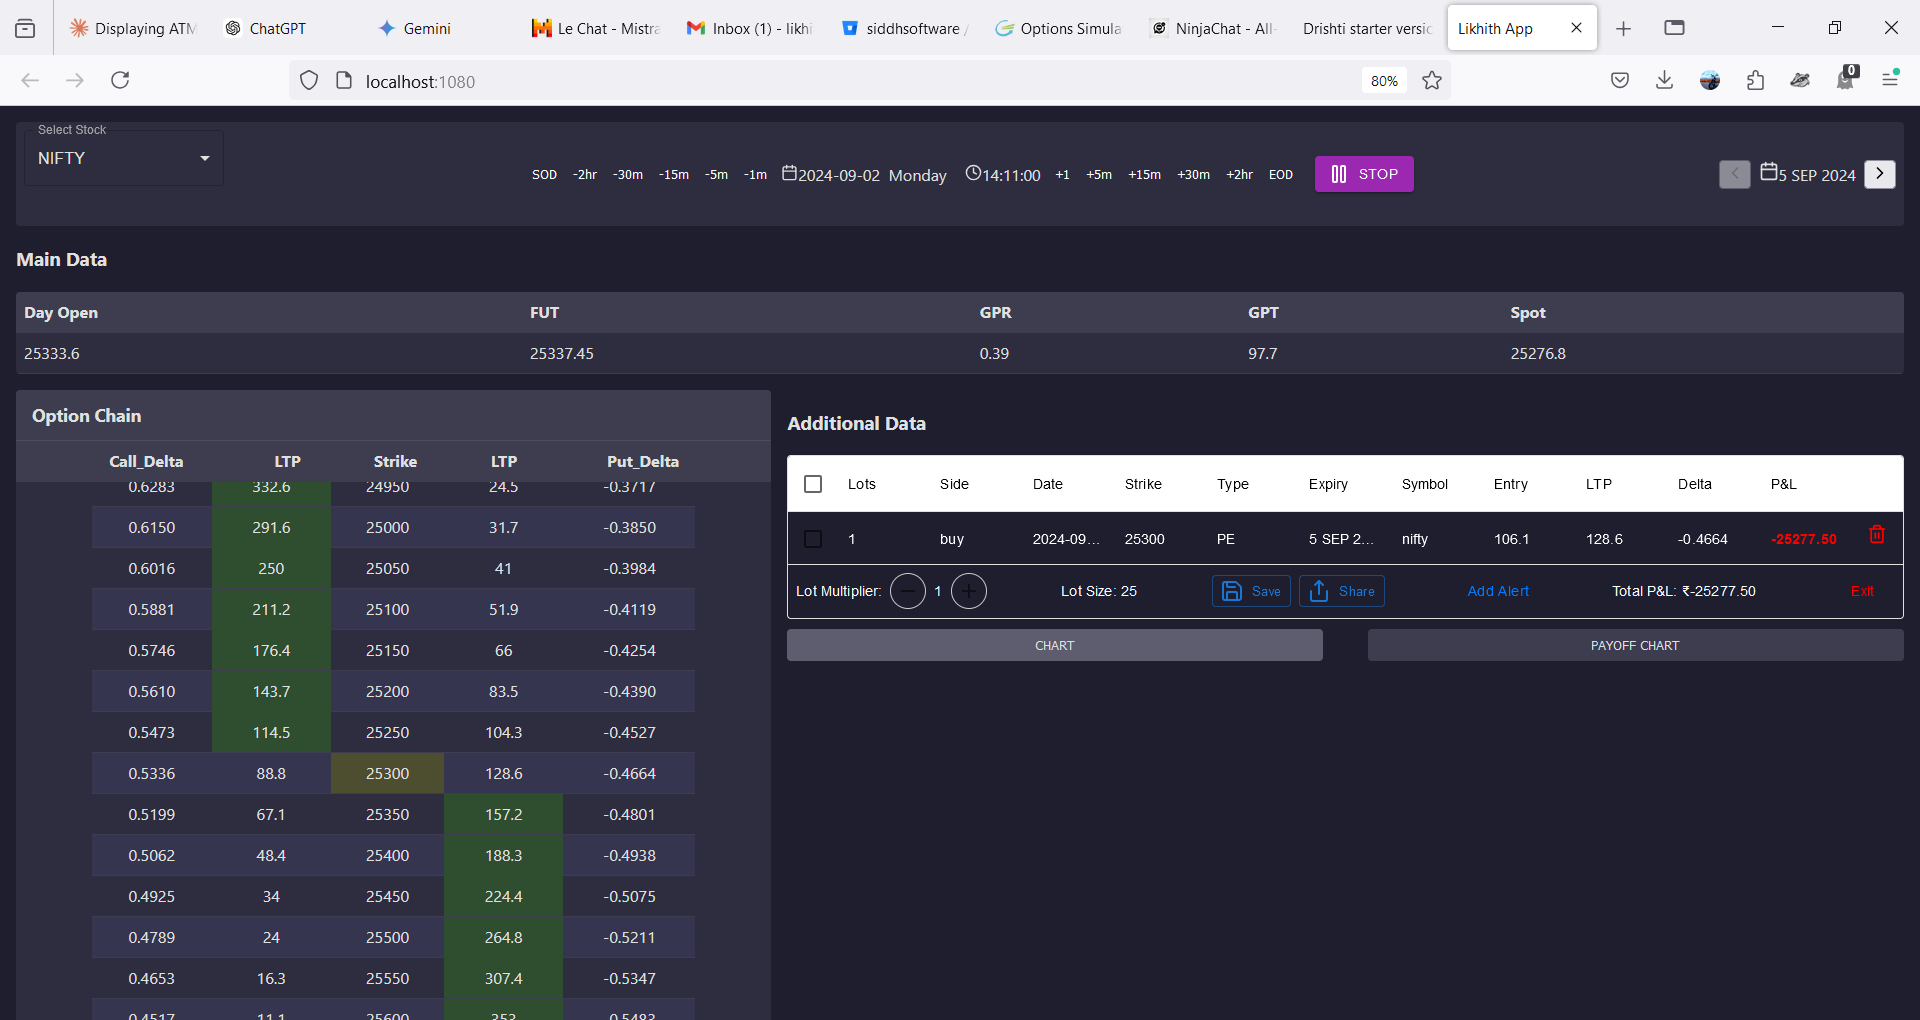 Displaying ATM
ChatGPT
Gemini
Le Chat - Mistra
Inbox (1) - likhi
siddhsoftware /
Options Simula
NinjaChat - All-
Drishti starter versio
Likhith App
localhost:1080
80%
0
Select Stock
NIFTY
SOD -2hr -30m -15m -5m -1m 2024-09-02 Monday 14:11:00 +1 +5m +15m +30m +2hr EOD STOP
5 SEP 2024
Main Data
Day Open FUT GPR GPT Spot
25333.6 25337.45 0.39 97.7 25276.8
Option Chain
Call_Delta LTP Strike LTP Put_Delta
0.6283 332.6 24950 24.5 -0.3717
0.6150 291.6 25000 31.7 -0.3850
0.6016 250 25050 41 -0.3984
0.5881 211.2 25100 51.9 -0.4119
0.5746 176.4 25150 66 -0.4254
0.5610 143.7 25200 83.5 -0.4390
0.5473 114.5 25250 104.3 -0.4527
0.5336 88.8 25300 128.6 -0.4664
0.5199 67.1 25350 157.2 -0.4801
0.5062 48.4 25400 188.3 -0.4938
0.4925 34 25450 224.4 -0.5075
0.4789 24 25500 264.8 -0.5211
0.4653 16.3 25550 307.4 -0.5347
0.4517 11.1 25600 353 -0.5483
Additional Data
Lots Side Date Strike Type Expiry Symbol Entry LTP Delta P&L
1 buy 2024-09... 25300 PE 5 SEP 2... nifty 106.1 128.6 -0.4664 -25277.50
Lot Multiplier: 1 Lot Size: 25 Save Share Add Alert Total P&L: ₹-25277.50 Exit
CHART PAYOFF CHART